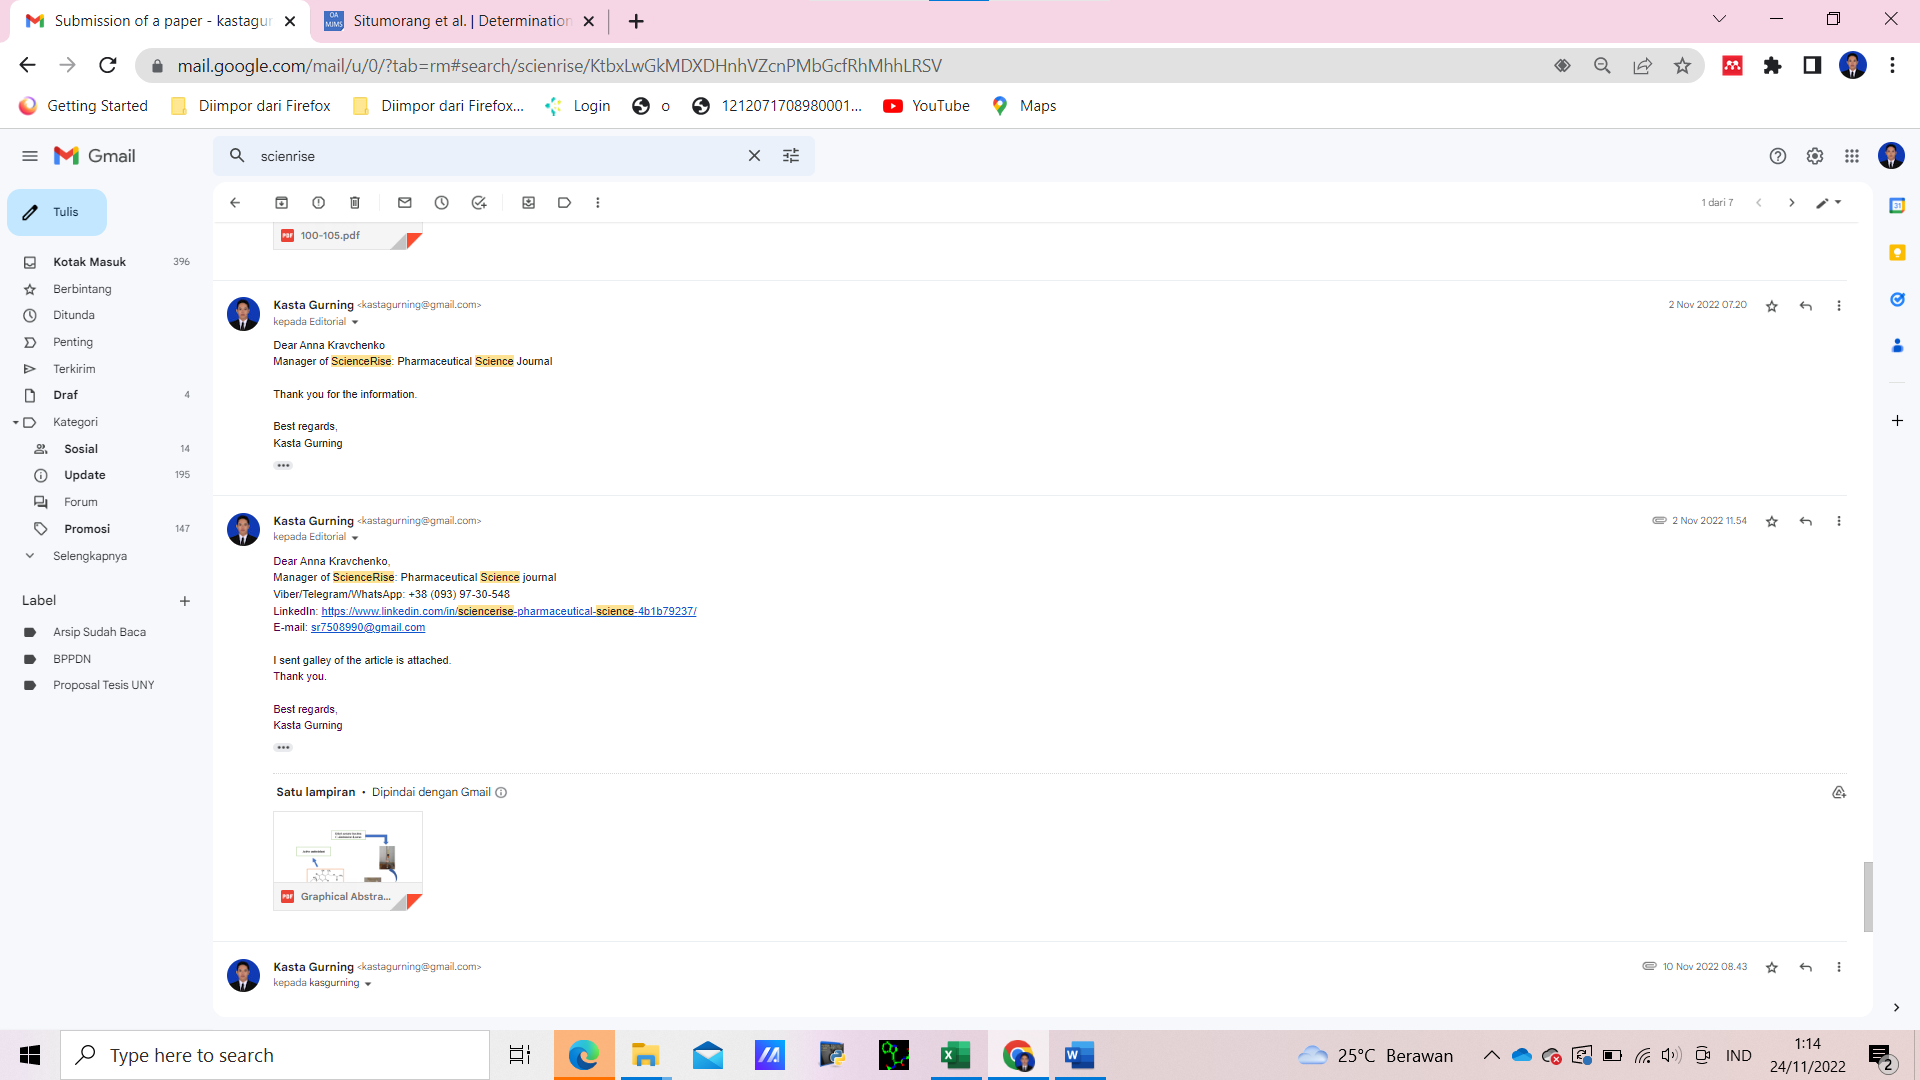 Submission of a paper - kastagur
OA
MJMS
Situmorang et al. | Determination
mail.google.com/mail/u/0/?tab=rm#search/scienrise/KtbxLwGkMDXDHnhVZcnPMbGcfRhMhhLRSV
Getting Started
Diimpor dari Firefox
Diimpor dari Firefox...
Login
o
1212071708980001...
YouTube
Maps
Gmail
scienrise
Tulis
1 dari 7
31
PDF 100-105.pdf
Kotak Masuk 396
Berbintang
Ditunda
Penting
Terkirim
Draf 4
Kategori
Sosial 14
Update 195
Forum
Promosi 147
Selengkapnya
Label
Arsip Sudah Baca
BPPDN
Proposal Tesis UNY
Kasta Gurning <kastagurning@gmail.com>
2 Nov 2022 07.20
kepada Editorial
Dear Anna Kravchenko
Manager of ScienceRise: Pharmaceutical Science Journal
Thank you for the information.
Best regards,
Kasta Gurning
Kasta Gurning <kastagurning@gmail.com>
2 Nov 2022 11.54
kepada Editorial
Dear Anna Kravchenko,
Manager of ScienceRise: Pharmaceutical Science journal
Viber/Telegram/WhatsApp: +38 (093) 97-30-548
LinkedIn: https://www.linkedin.com/in/sciencerise-pharmaceutical-science-4b1b79237/
E-mail: sr7508990@gmail.com
I sent galley of the article is attached.
Thank you.
Best regards,
Kasta Gurning
Satu lampiran • Dipindai dengan Gmail
PDF Graphical Abstra...
Kasta Gurning <kastagurning@gmail.com>
10 Nov 2022 08.43
kepada kasgurning
Type here to search
25°C Berawan
IND
1:14
24/11/2022
2